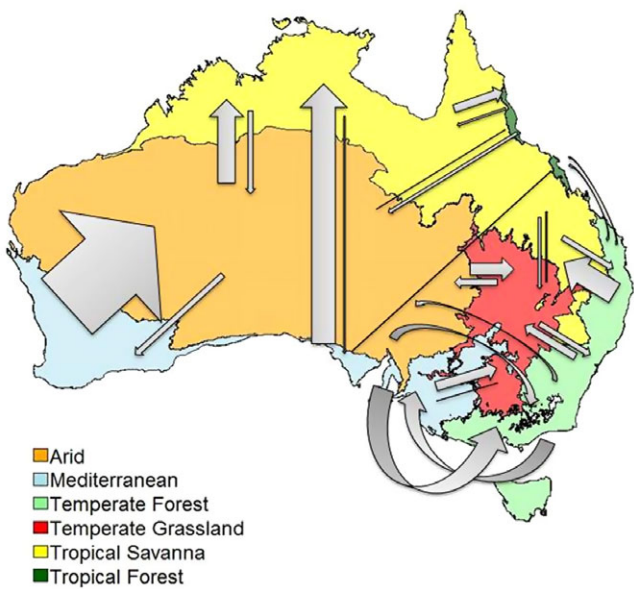 Arid
Mediterranean
Temperate Forest
Temperate Grassland
Tropical Savanna
Tropical Forest